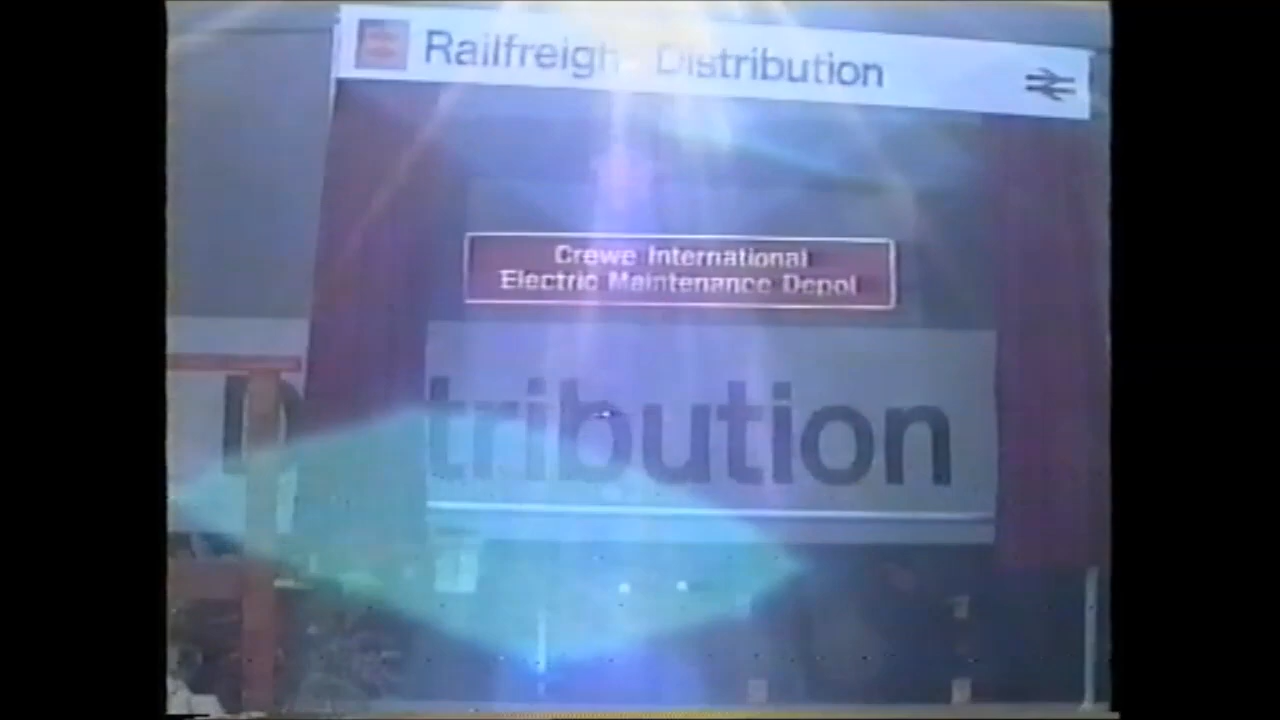 Railfreigh Distribution
Crewe International
Electric Maintenance Depot
D
tribution